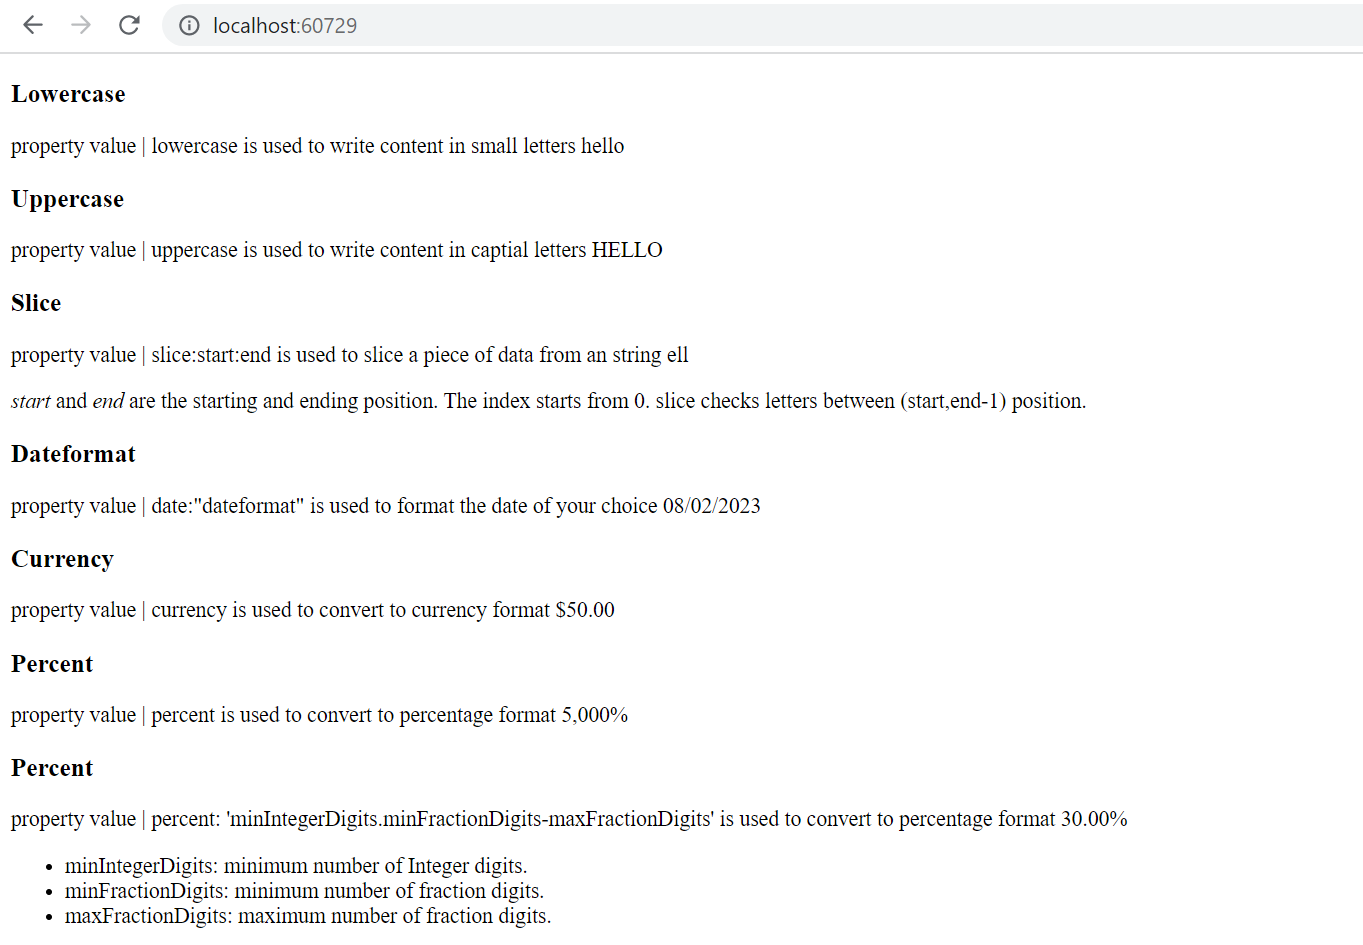 localhost:60729
Lowercase
property value | lowercase is used to write content in small letters hello
Uppercase
property value | uppercase is used to write content in captial letters HELLO
Slice
property value | slice:start:end is used to slice a piece of data from an string ell
start and end are the starting and ending position. The index starts from 0. slice checks letters between (start,end-1) position.
Dateformat
property value | date:"dateformat" is used to format the date of your choice 08/02/2023
Currency
property value | currency is used to convert to currency format $50.00
Percent
property value | percent is used to convert to percentage format 5,000%
Percent
property value | percent: 'minIntegerDigits.minFractionDigits-maxFractionDigits' is used to convert to percentage format 30.00%
• minIntegerDigits: minimum number of Integer digits.
• minFractionDigits: minimum number of fraction digits.
• maxFractionDigits: maximum number of fraction digits.